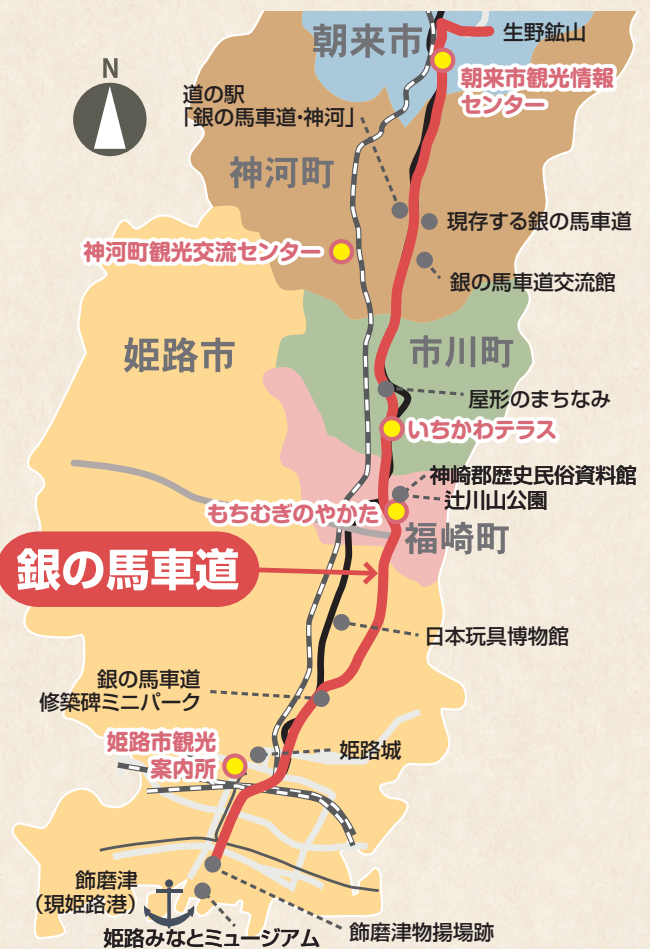 朝来市
生野鉱山
N
朝来市観光情報
センター
道の駅
「銀の馬車道・神河」
神河町
現存する銀の馬車道
神河町観光交流センター
銀の馬車道交流館
姫路市
市川町
屋形のまちなみ
いちかわテラス
神崎郡歴史民俗資料館
辻川山公園
もちむぎのやかた
福崎町
銀の馬車道
日本玩具博物館
銀の馬車道
修築碑ミニパーク
姫路市観光
案内所
姫路城
飾磨津
（現姫路港）
飾磨津物揚場跡
姫路みなとミュージアム